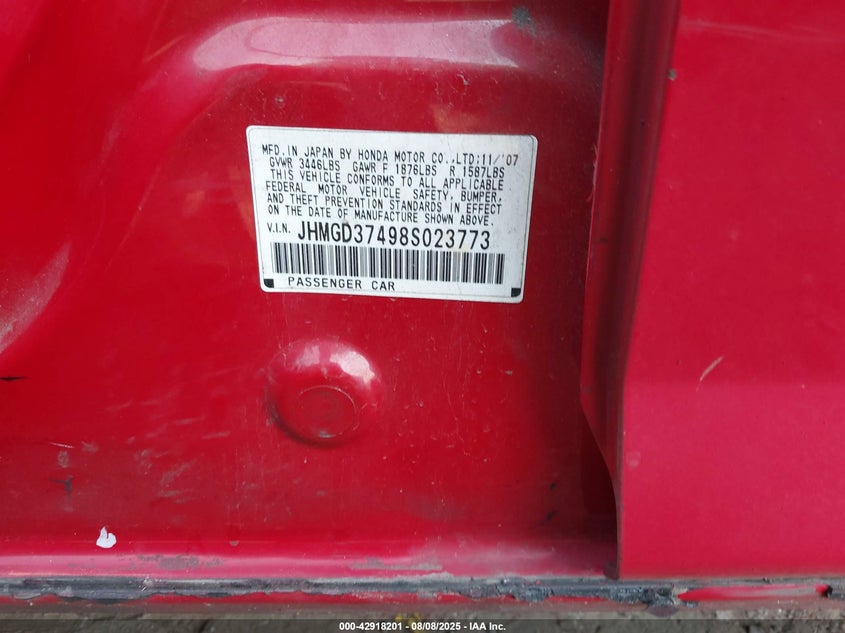 MFD.IN JAPAN BY HONDA MOTOR CO.,LTD:11/'07
GVWR 3446LBS GAWR F 1876LBS R 1587LBS
THIS VEHICLE CONFORMS TO ALL APPLICABLE
FEDERAL MOTOR VEHICLE SAFETY, BUMPER,
AND THEFT PREVENTION STANDARDS IN EFFECT
ON THE DATE OF MANUFACTURE SHOWN ABOVE.
V.I.N. JHMGD37498S023773
PASSENGER CAR
000-42918201 - 08/08/2025 - IAA Inc.